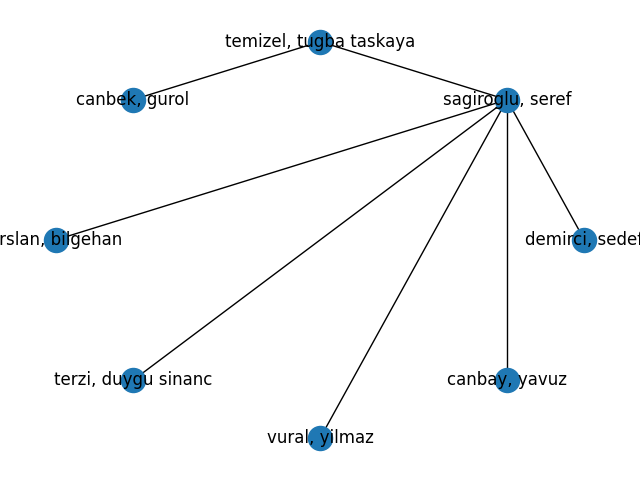 temizel, tugba taskaya
canbek, gurol
sagiroglu, seref
rslan, bilgehan
demirci, sedef
terzi, duygu sinanc
canbay, yavuz
vural, yilmaz